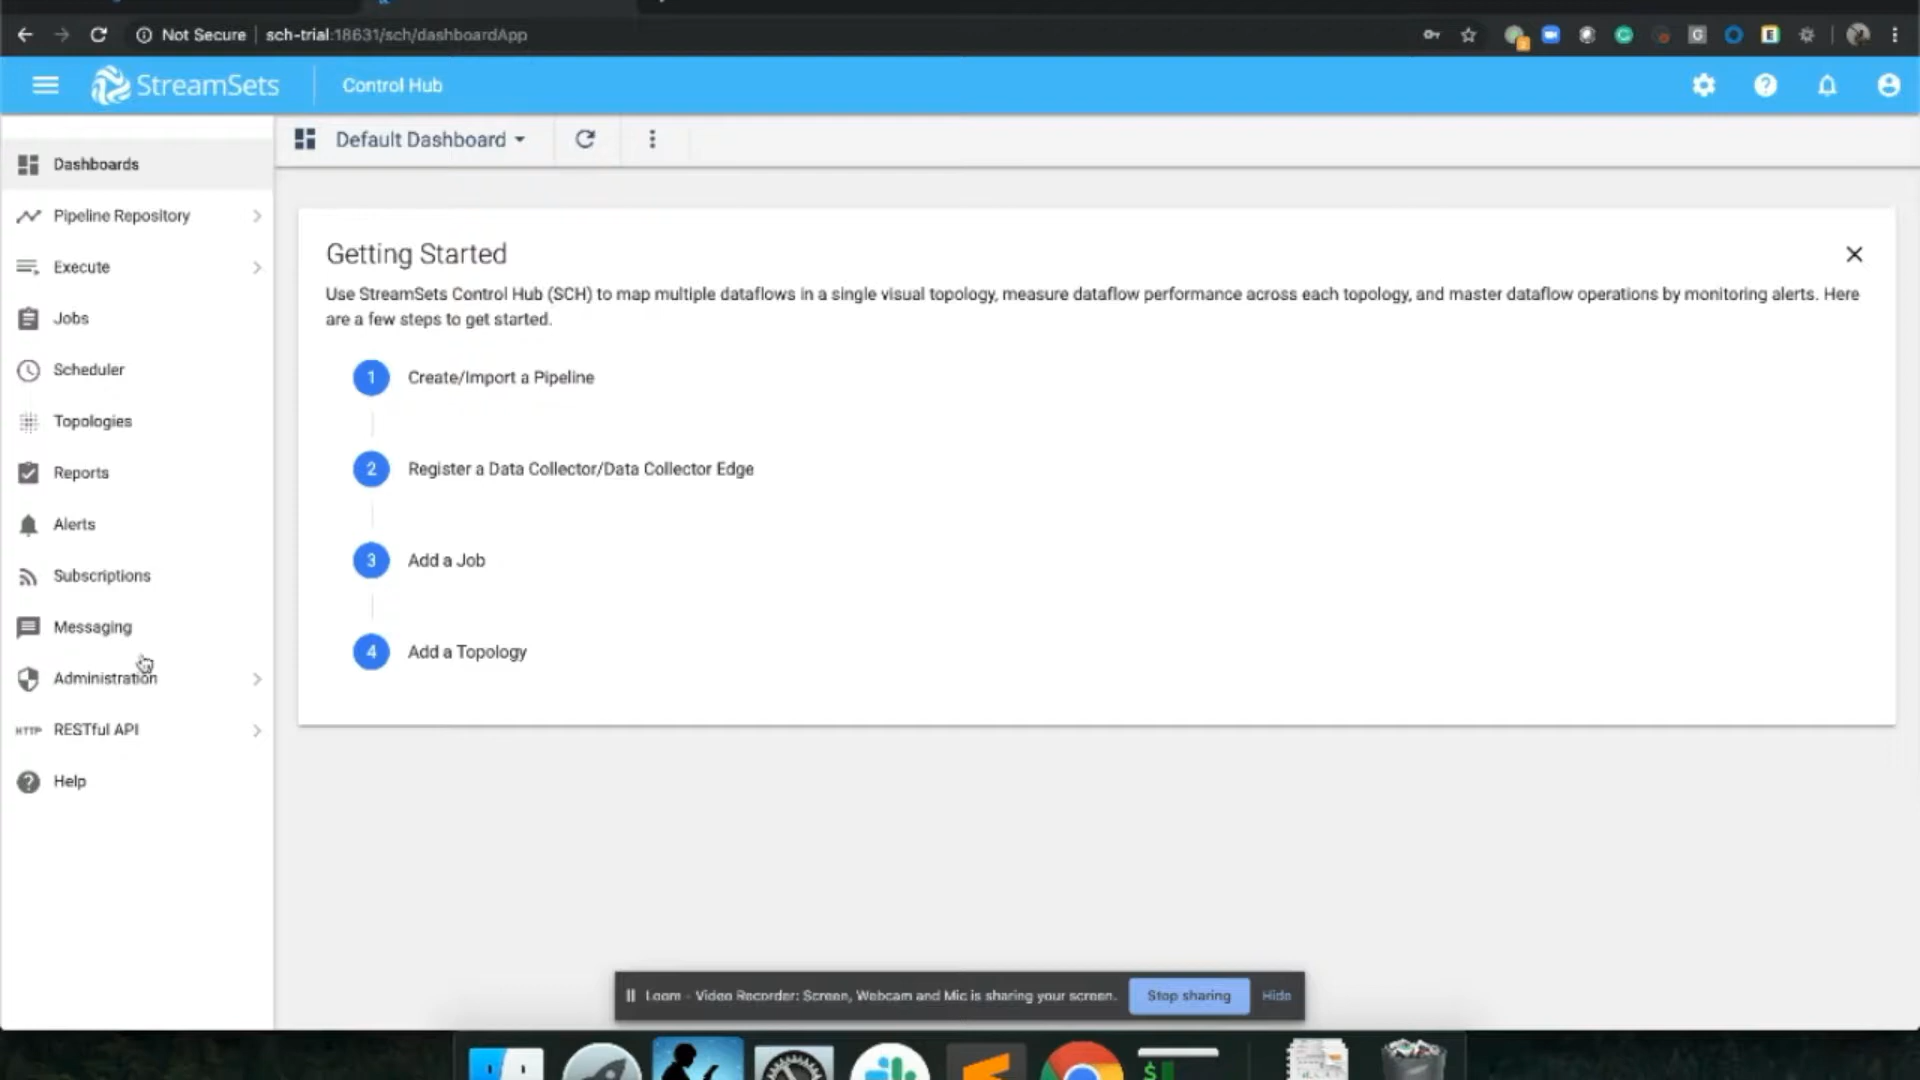 Not Secure
sch-trial:18631/sch/dashboardApp
StreamSets
Control Hub
Default Dashboard
Dashboards
Pipeline Repository
Execute
Jobs
Scheduler
Topologies
Reports
Alerts
Subscriptions
Messaging
Administration
HTTP RESTful API
Help
Getting Started
Use StreamSets Control Hub (SCH) to map multiple dataflows in a single visual topology, measure dataflow performance across each topology, and master dataflow operations by monitoring alerts. Here
are a few steps to get started.
1 Create/Import a Pipeline
2 Register a Data Collector/Data Collector Edge
3 Add a Job
4 Add a Topology
Loom - Video Recorder: Screen, Webcam and Mic is sharing your screen.
Stop sharing
Hide